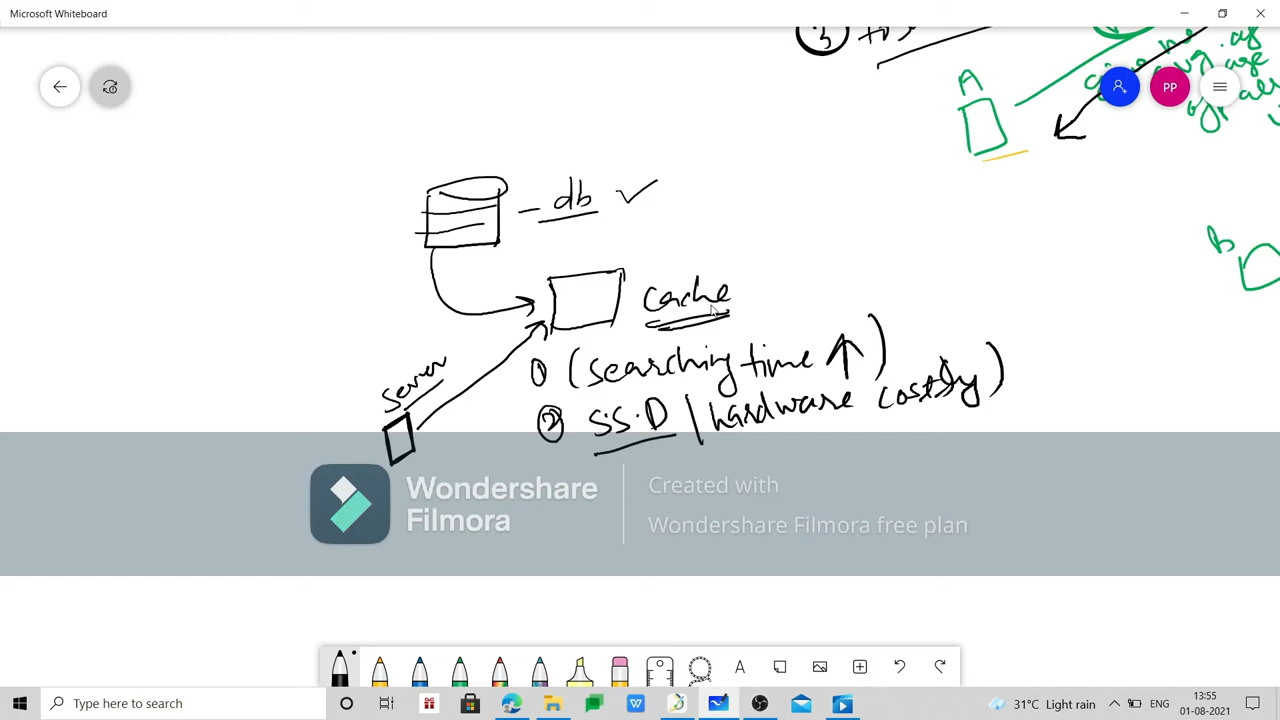 Microsoft Whiteboard
A
PP
db
cache
① (searching time ↑)
server
② S.S.D | hardware costly)
B
Wondershare
Filmora
Created with
Wondershare Filmora free plan
A
Type here to search
31°C Light rain
ENG
13:55
01-08-2021